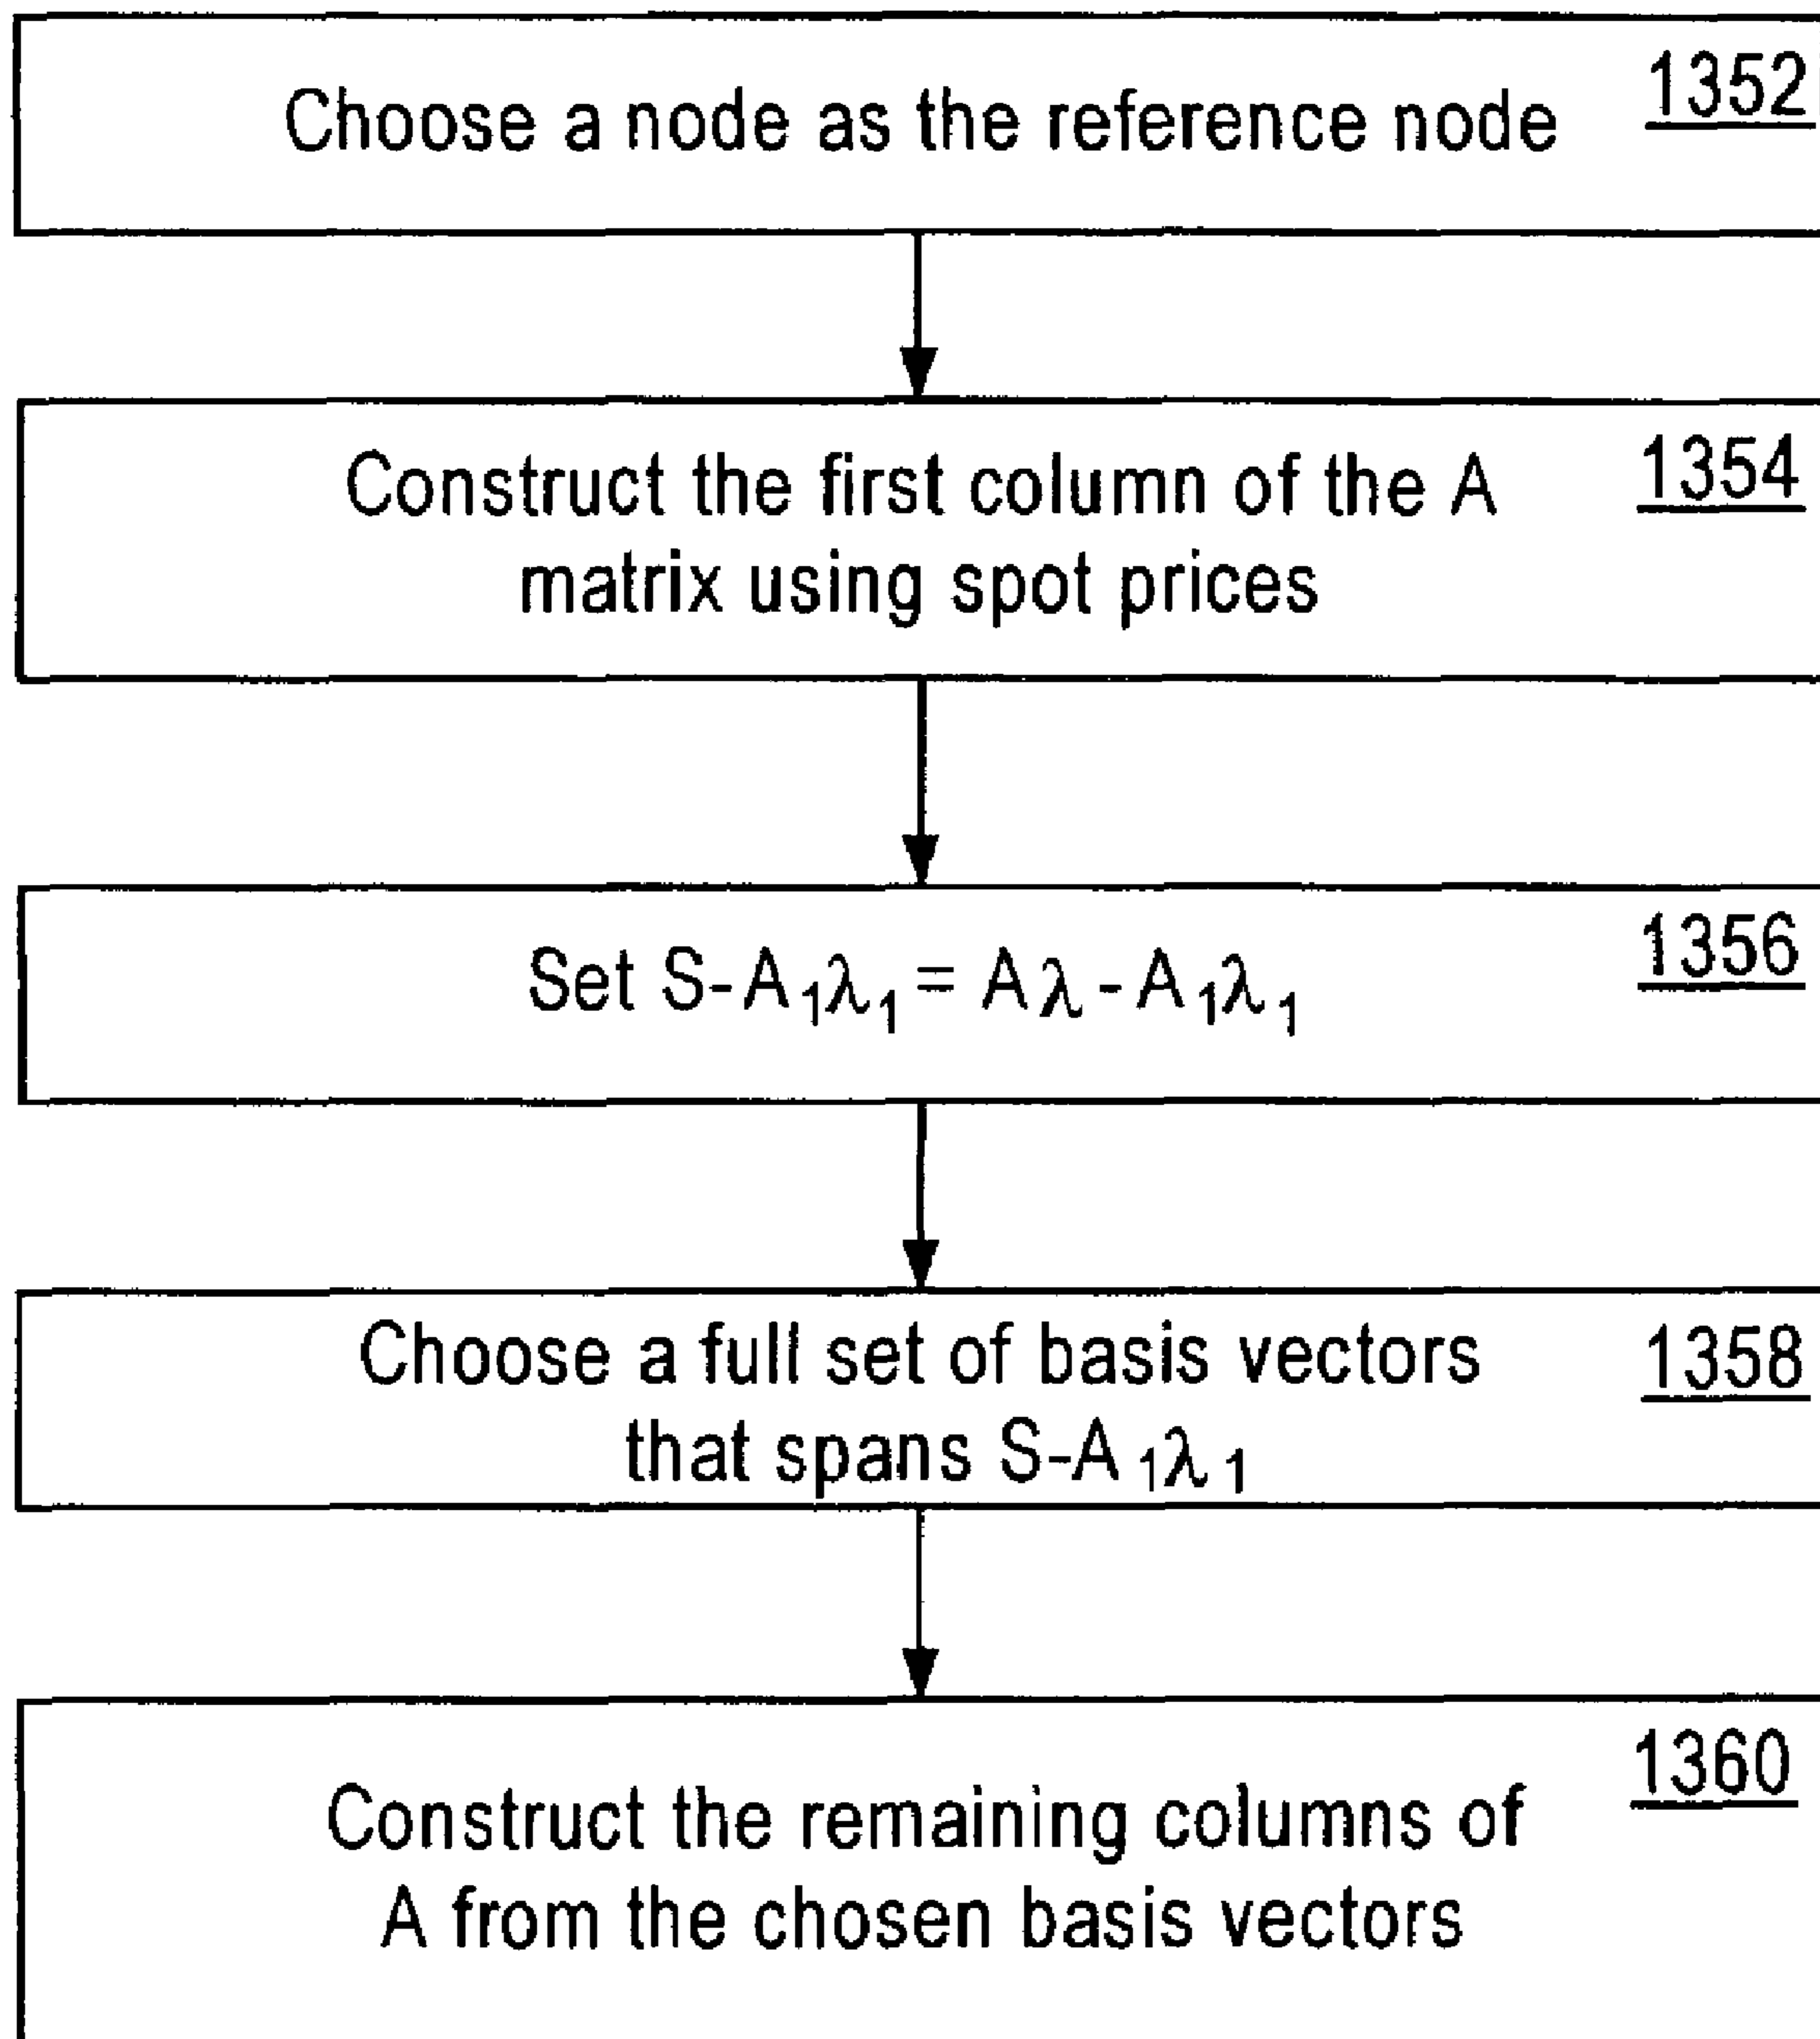 1352
Choose a node as the reference node
1354
Construct the first column of the A
matrix using spot prices
1356
Set S-A₁λ₁ = Aλ-A₁λ₁
1358
Choose a full set of basis vectors
that spans S-A₁λ₁
1360
Construct the remaining columns of
A from the chosen basis vectors